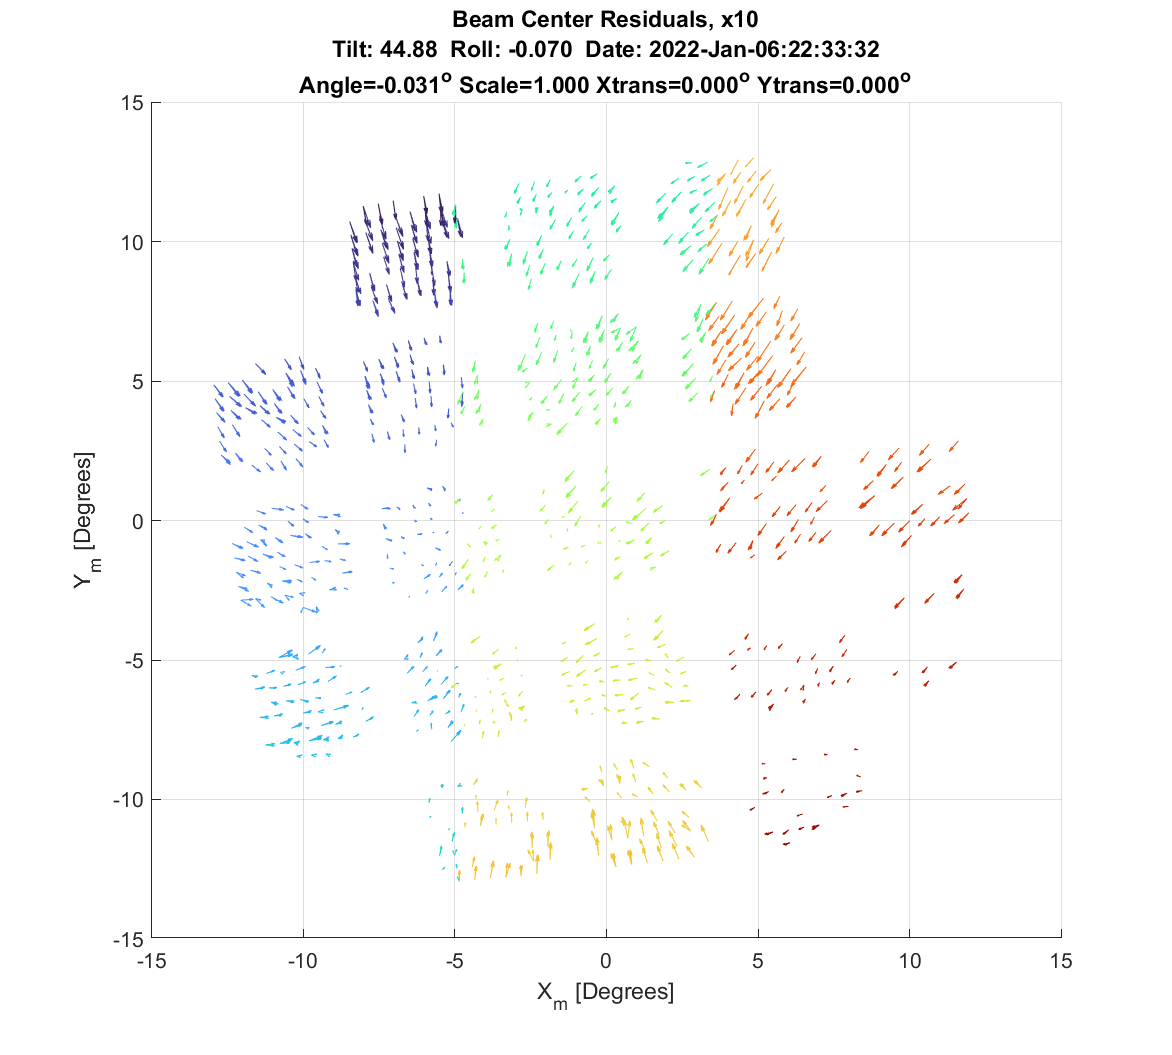 Beam Center Residuals, x10
Tilt: 44.88 Roll: -0.070 Date: 2022-Jan-06:22:33:32
Angle=-0.031° Scale=1.000 Xtrans=0.000° Ytrans=0.000°
15
10
5
0
-5
-10
-15
Y_m [Degrees]
-15 -10 -5 0 5 10 15
X_m [Degrees]